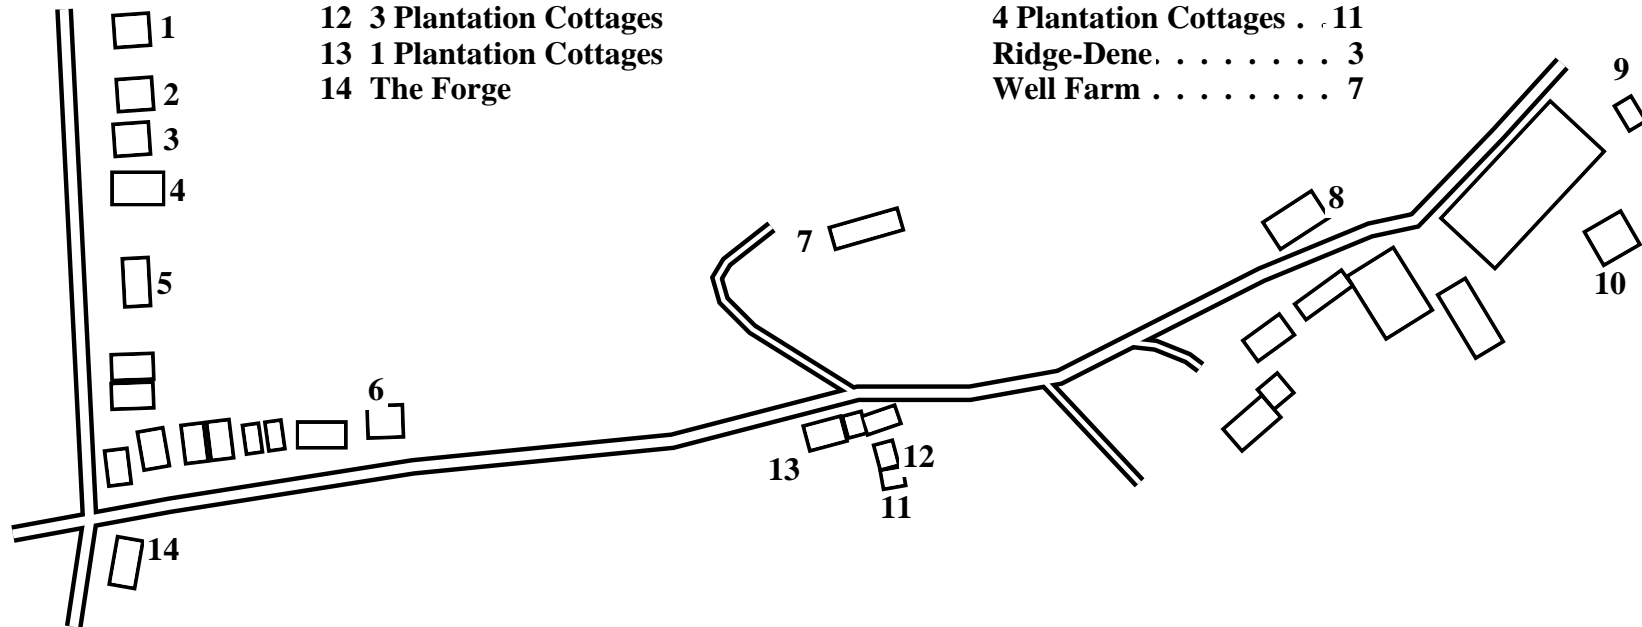 12 3 Plantation Cottages
13 1 Plantation Cottages
14 The Forge
4 Plantation Cottages . . 11
Ridge-Dene . . . . . . . . 3
Well Farm . . . . . . . . 7
1
2
3
4
5
6
7
8
9
10
13
12
11
14